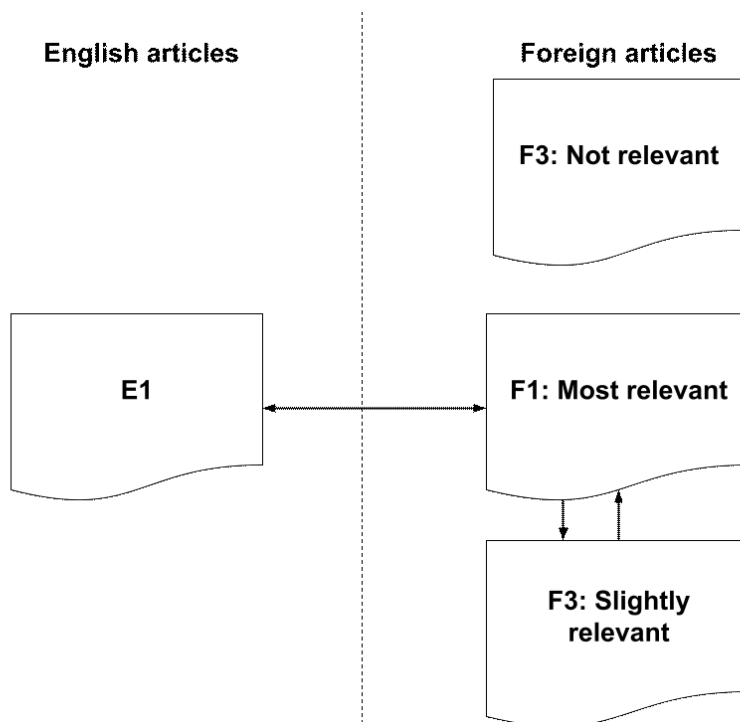 English articles
Foreign articles
F3: Not relevant
E1
F1: Most relevant
F3: Slightly
relevant